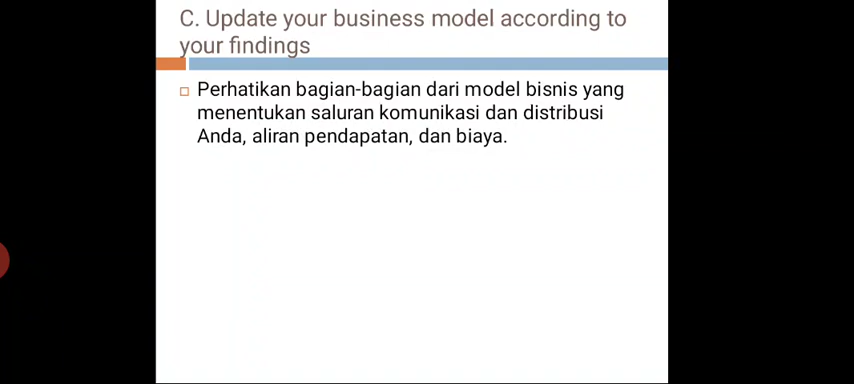 C. Update your business model according to
your findings
Perhatikan bagian-bagian dari model bisnis yang
menentukan saluran komunikasi dan distribusi
Anda, aliran pendapatan, dan biaya.